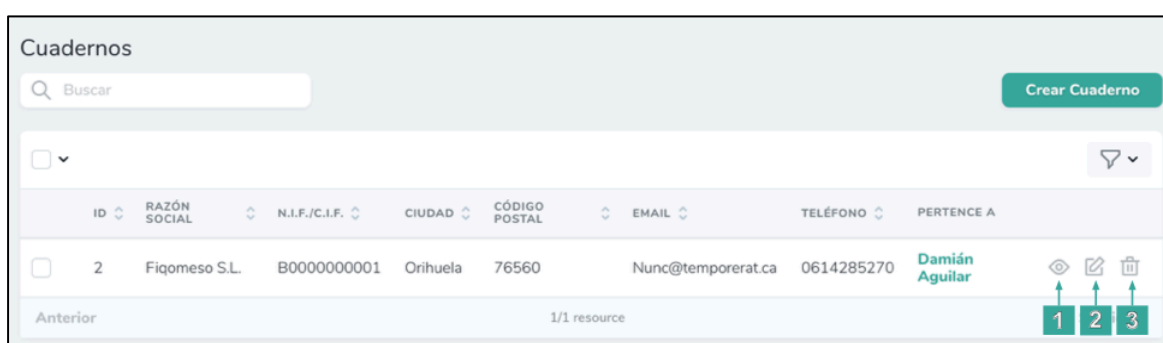 Cuadernos
Buscar
Crear Cuaderno
ID RAZÓN SOCIAL N.I.F./C.I.F. CIUDAD CÓDIGO POSTAL EMAIL TELÉFONO PERTENCE A
2 Fiqomeso S.L. B0000000001 Orihuela 76560 Nunc@temporerat.ca 0614285270 Damián Aguilar
Anterior 1/1 resource
1 2 3